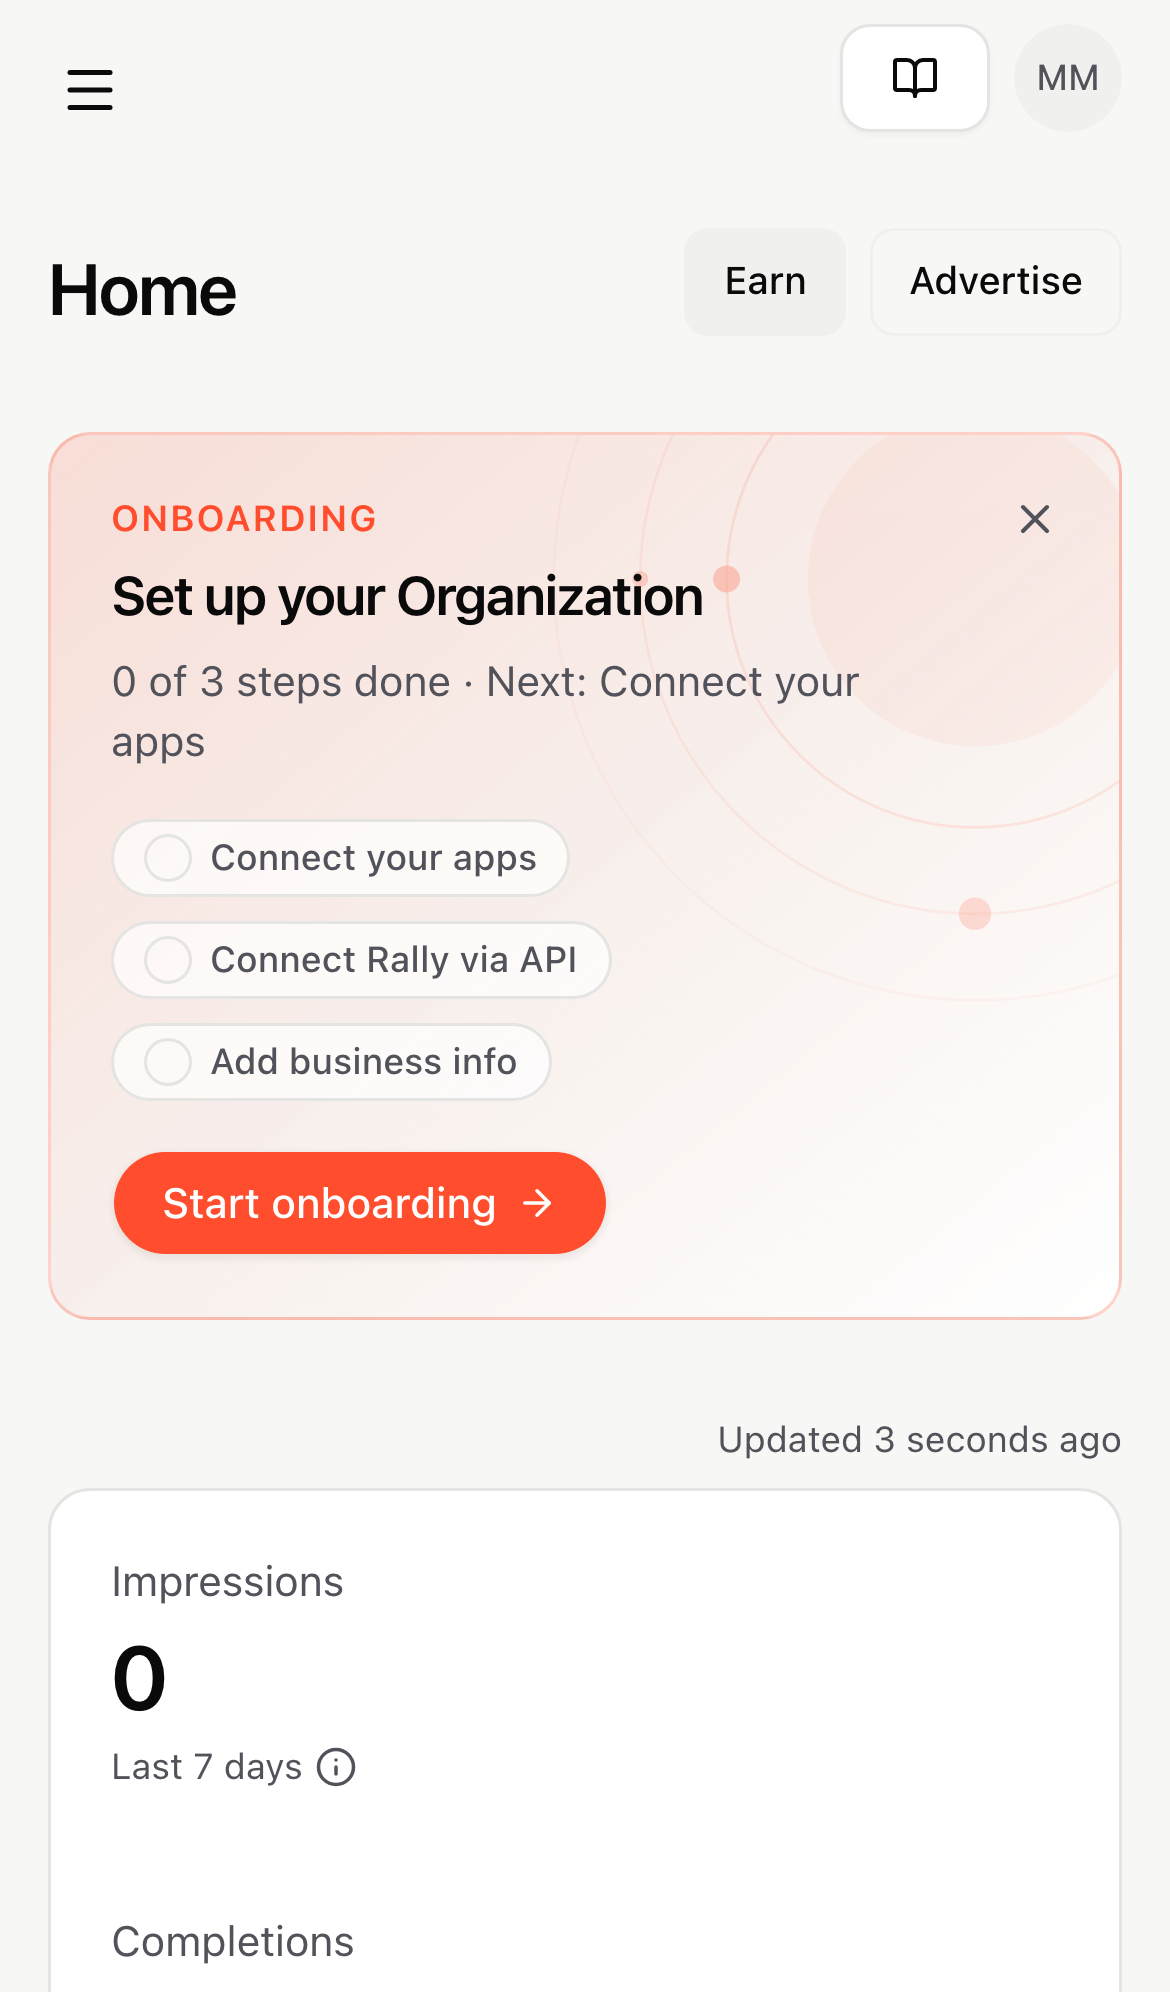 MM
Home
Earn
Advertise
ONBOARDING
Set up your Organization
0 of 3 steps done · Next: Connect your
apps
Connect your apps
Connect Rally via API
Add business info
Start onboarding
Updated 3 seconds ago
Impressions
0
Last 7 days
Completions